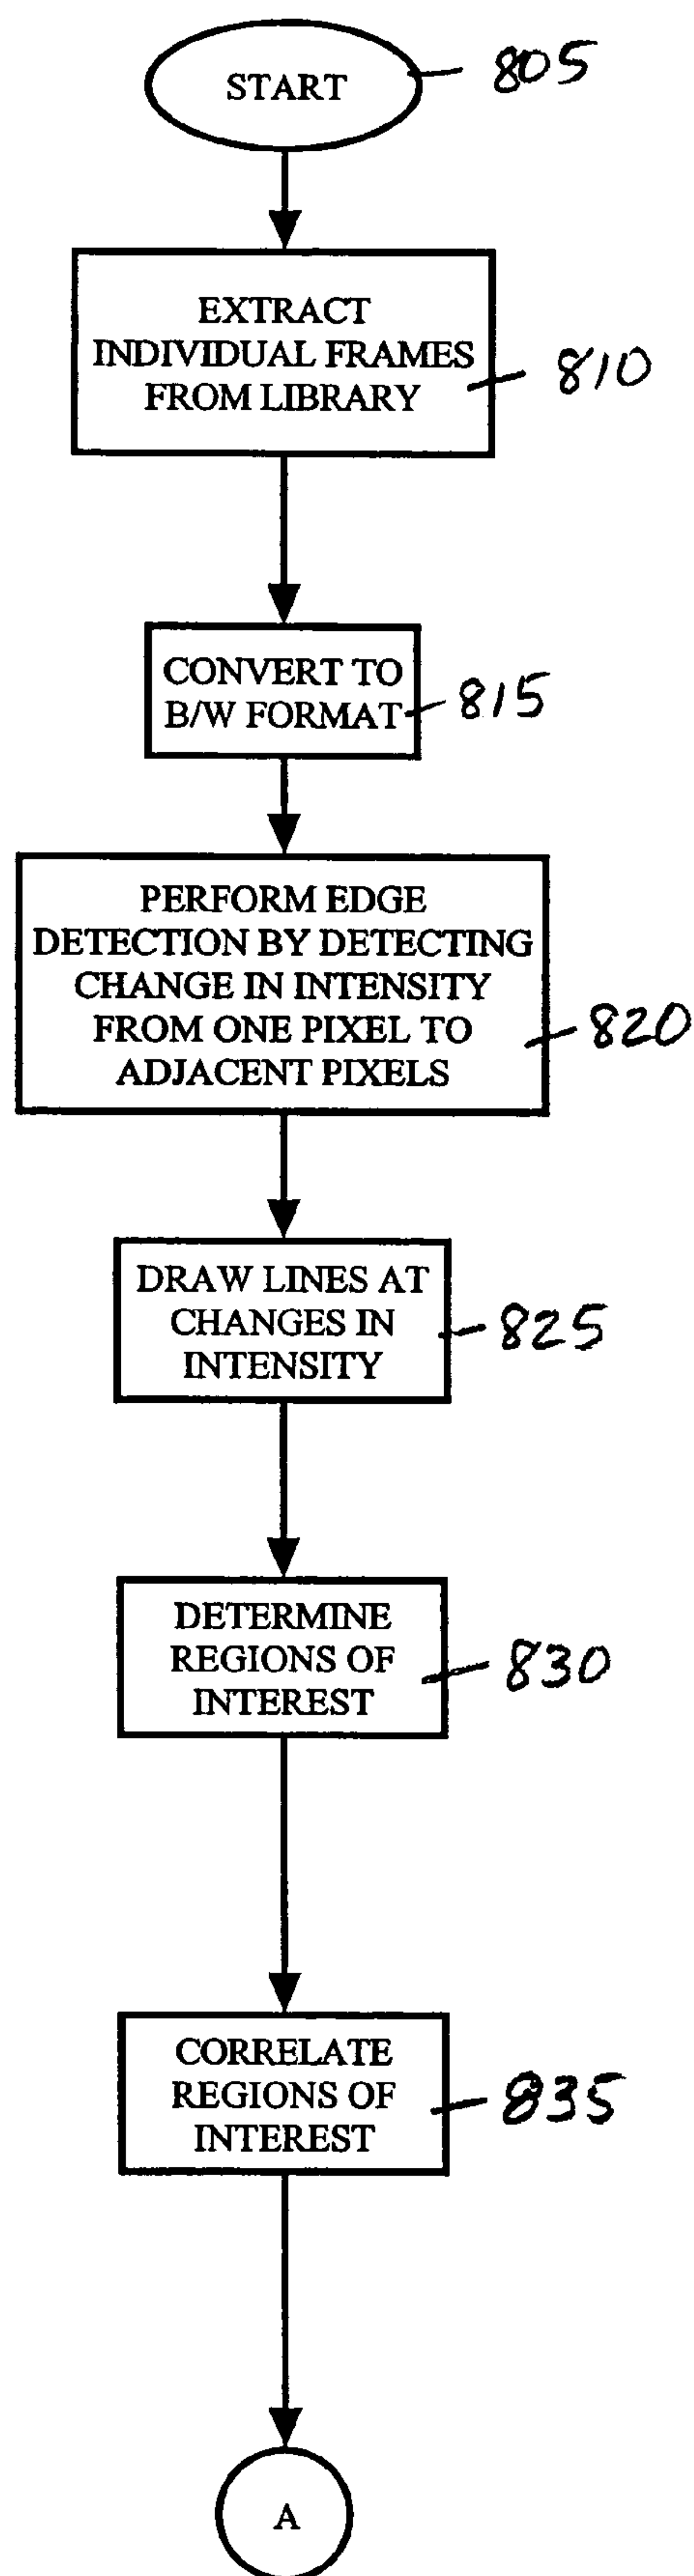 START
805
EXTRACT
INDIVIDUAL FRAMES
FROM LIBRARY
810
CONVERT TO
B/W FORMAT
815
PERFORM EDGE
DETECTION BY DETECTING
CHANGE IN INTENSITY
FROM ONE PIXEL TO
ADJACENT PIXELS
820
DRAW LINES AT
CHANGES IN
INTENSITY
825
DETERMINE
REGIONS OF
INTEREST
830
CORRELATE
REGIONS OF
INTEREST
835
A